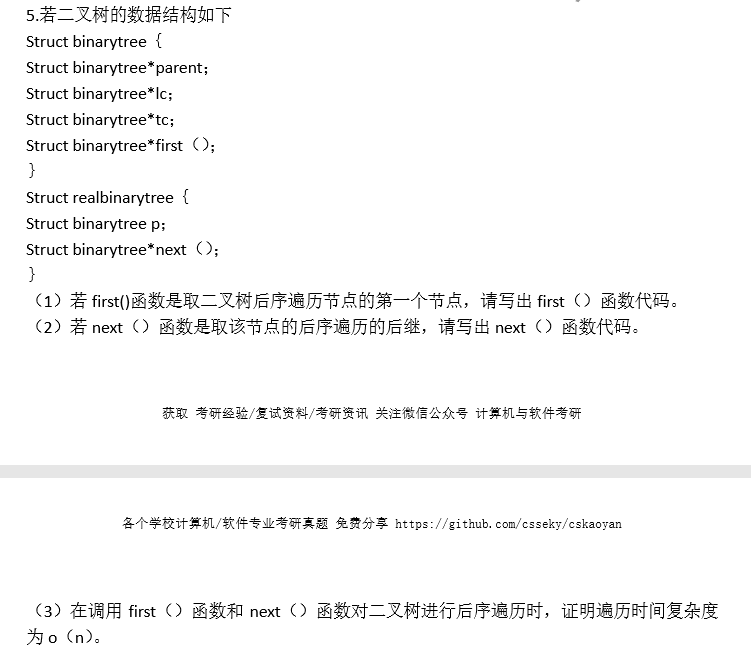 5.若二叉树的数据结构如下
Struct binarytree｛
Struct binarytree*parent；
Struct binarytree*lc；
Struct binarytree*tc；
Struct binarytree*first（）；
｝
Struct realbinarytree｛
Struct binarytree p；
Struct binarytree*next（）；
｝
（1）若 first()函数是取二叉树后序遍历节点的第一个节点，请写出 first（）函数代码。
（2）若 next（）函数是取该节点的后序遍历的后继，请写出 next（）函数代码。
获取 考研经验/复试资料/考研资讯 关注微信公众号 计算机与软件考研
各个学校计算机/软件专业考研真题 免费分享 https://github.com/csseky/cskaoyan
（3）在调用 first（）函数和 next（）函数对二叉树进行后序遍历时，证明遍历时间复杂度
为 o（n）。